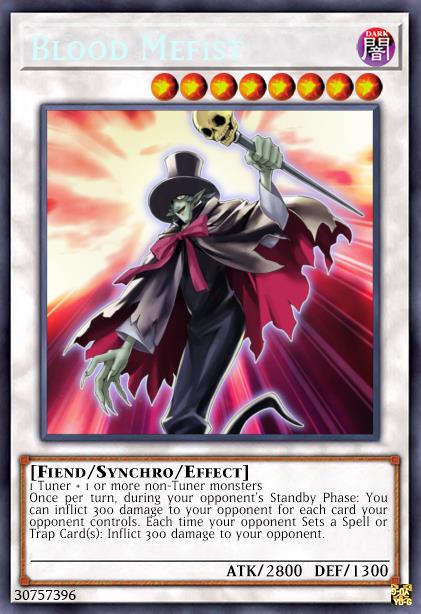 Blood Mefist
DARK
闇
[Fiend/Synchro/Effect]
1 Tuner + 1 or more non-Tuner monsters
Once per turn, during your opponent's Standby Phase: You
can inflict 300 damage to your opponent for each card your
opponent controls. Each time your opponent Sets a Spell or
Trap Card(s): Inflict 300 damage to your opponent.
ATK/2800 DEF/1300
30757396